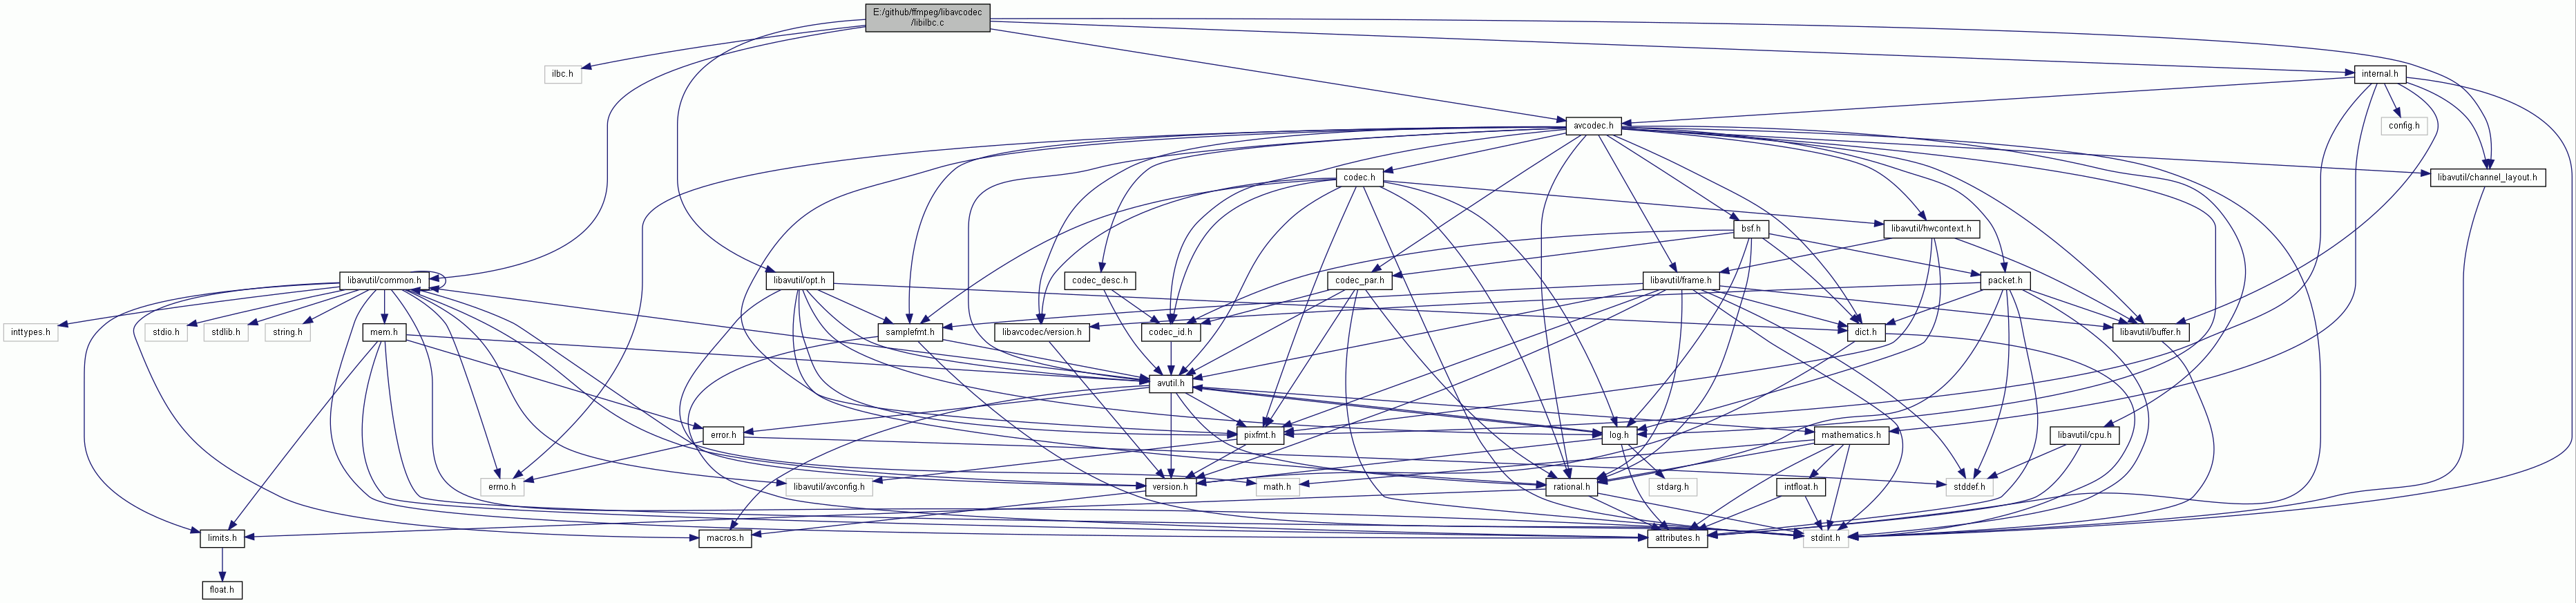 E:/github/ffmpeg/libavcodec
/libilbc.c
ilbc.h
internal.h
avcodec.h
config.h
codec.h
libavutil/channel_layout.h
bsf.h
libavutil/hwcontext.h
libavutil/common.h
libavutil/opt.h
codec_desc.h
codec_par.h
libavutil/frame.h
packet.h
inttypes.h
stdio.h
stdlib.h
string.h
mem.h
samplefmt.h
libavcodec/version.h
codec_id.h
dict.h
libavutil/buffer.h
avutil.h
error.h
pixfmt.h
log.h
mathematics.h
libavutil/cpu.h
errno.h
libavutil/avconfig.h
version.h
math.h
rational.h
stdarg.h
intfloat.h
stddef.h
limits.h
macros.h
attributes.h
stdint.h
float.h